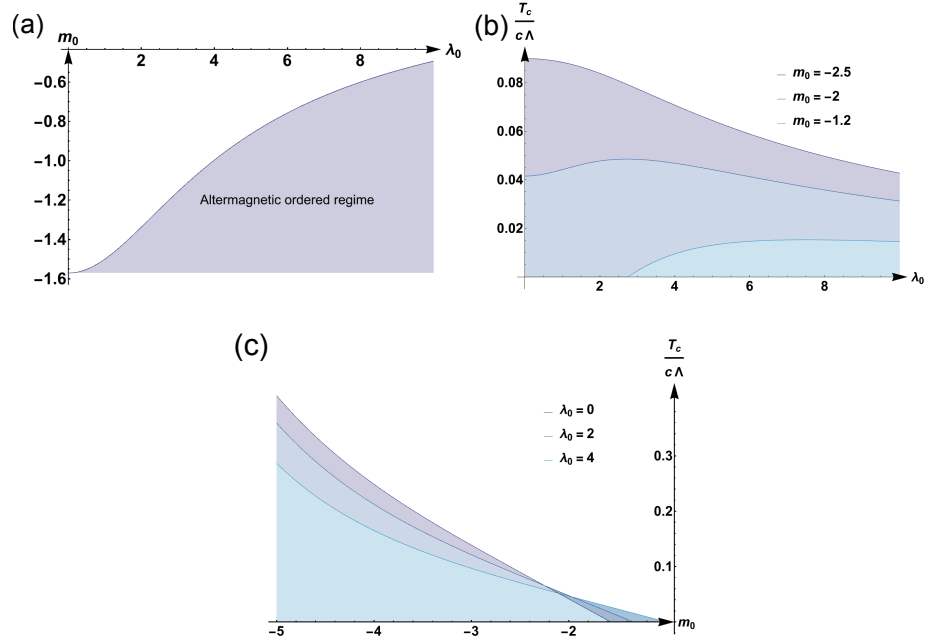 (a)
m₀
λ₀
2 4 6 8
−0.6
−0.8
−1.0
−1.2
−1.4
−1.6
Altermagnetic ordered regime
(b)
T_c
c Λ
0.08
0.06
0.04
0.02
2 4 6 8
λ₀
m₀ = −2.5
m₀ = −2
m₀ = −1.2
(c)
T_c
c Λ
λ₀ = 0
λ₀ = 2
λ₀ = 4
0.3
0.2
0.1
−5 −4 −3 −2
m₀